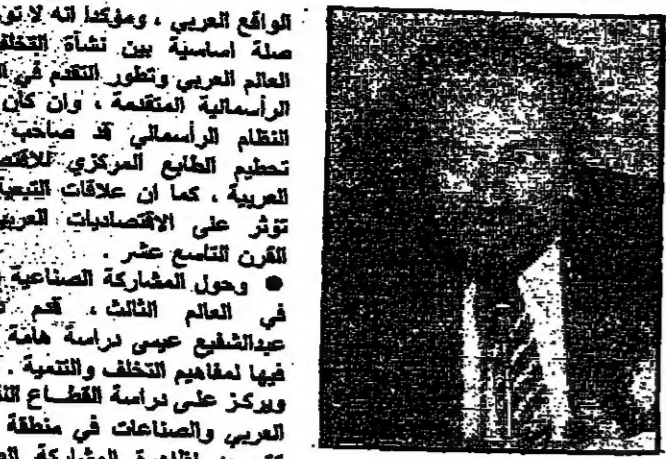 الواقع العربي ، ومؤكدا انه لا
صلة اساسية بين نشأة التخلف
العالم العربي وتطور التقدم في
الرأسمالية المتقدمة ، وان كان
النظام الرأسمالي قد صاحب
تحطيم الطابع المركزي
العربية ، كما ان علاقات التبعية
تؤثر على الاقتصاديات
القرن التاسع عشر .
● وحول المشاركة الصناعية
في العالم الثالث ، قدم
عبدالشفيع عيسى دراسة هامة
فيها لمفاهيم التخلف والتنمية .
ويركز على دراسة القطاع
العربي والصناعات في منطقة